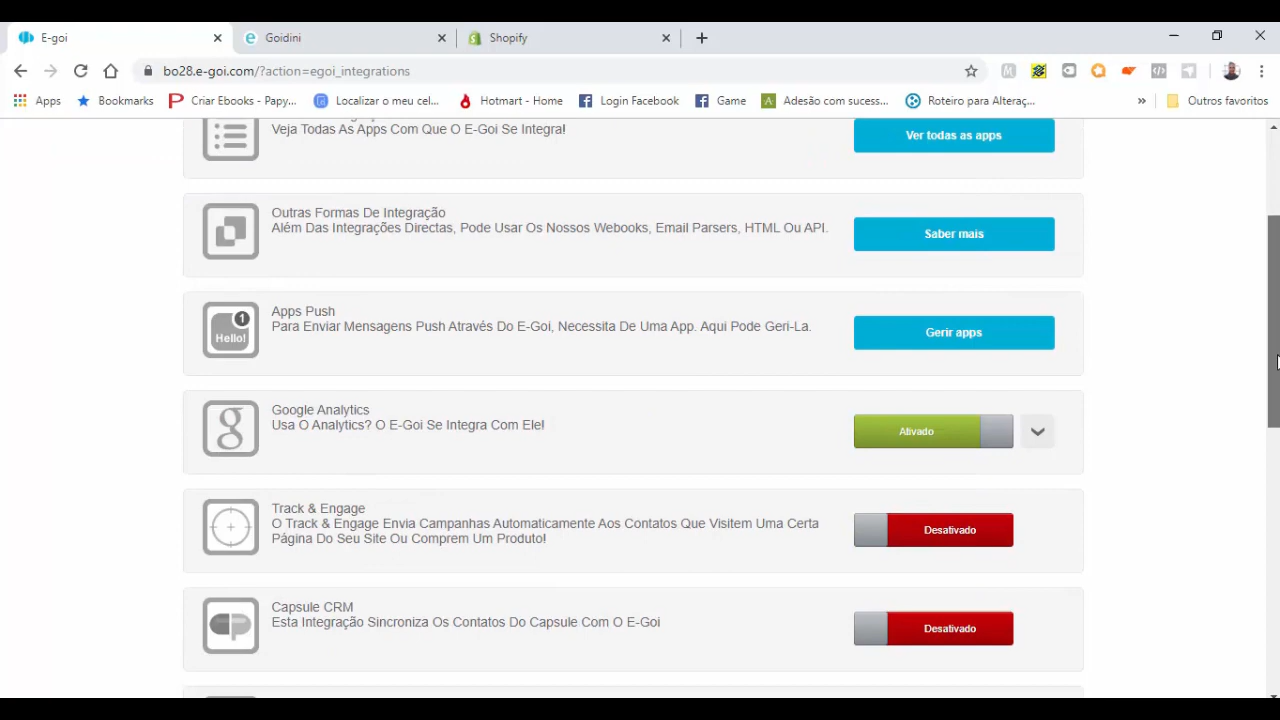 E-goi
Goidini
Shopify
bo28.e-goi.com/?action=egoi_integrations
Apps
Bookmarks
Criar Ebooks - Papy...
Localizar o meu cel...
Hotmart - Home
Login Facebook
Game
Adesão com sucess...
Roteiro para Alteraç...
»
Outros favoritos
Veja Todas As Apps Com Que O E-Goi Se Integra!
Ver todas as apps
Outras Formas De Integração
Além Das Integrações Directas, Pode Usar Os Nossos Webooks, Email Parsers, HTML Ou API.
Saber mais
1
Hello!
Apps Push
Para Enviar Mensagens Push Através Do E-Goi, Necessita De Uma App. Aqui Pode Geri-La.
Gerir apps
g
Google Analytics
Usa O Analytics? O E-Goi Se Integra Com Ele!
Ativado
Track & Engage
O Track & Engage Envia Campanhas Automaticamente Aos Contatos Que Visitem Uma Certa
Página Do Seu Site Ou Comprem Um Produto!
Desativado
Capsule CRM
Esta Integração Sincroniza Os Contatos Do Capsule Com O E-Goi
Desativado